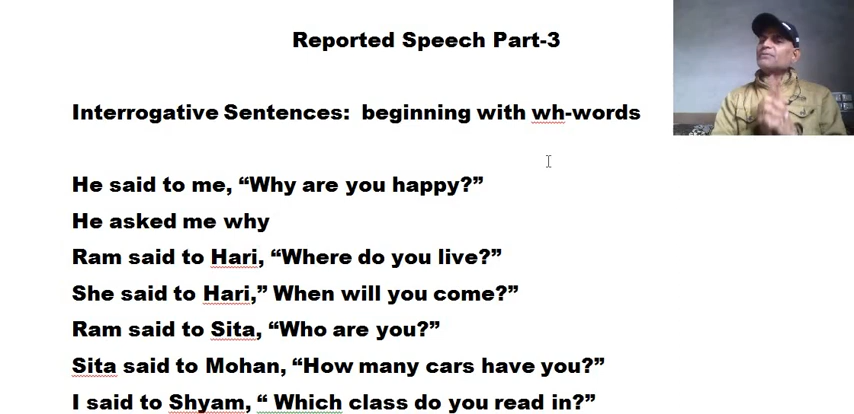 Reported Speech Part-3
Interrogative Sentences:  beginning with wh-words
He said to me, “Why are you happy?”
He asked me why
Ram said to Hari, “Where do you live?”
She said to Hari,” When will you come?”
Ram said to Sita, “Who are you?”
Sita said to Mohan, “How many cars have you?”
I said to Shyam, “ Which class do you read in?”